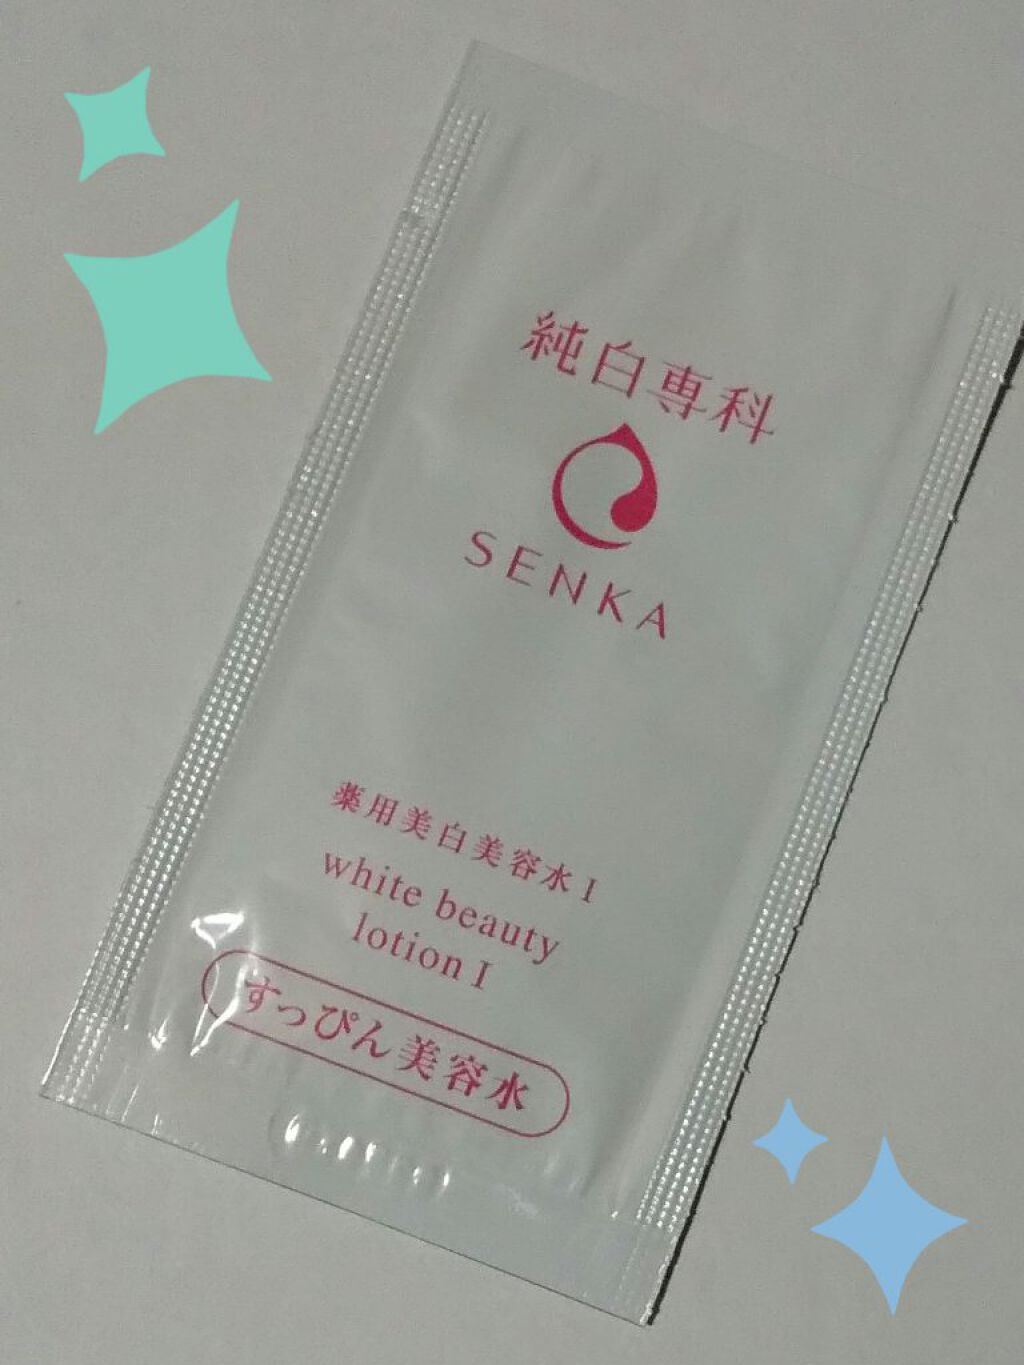 純白専科
SENKA
薬用美白美容水 I
white beauty
lotion I
すっぴん美容水